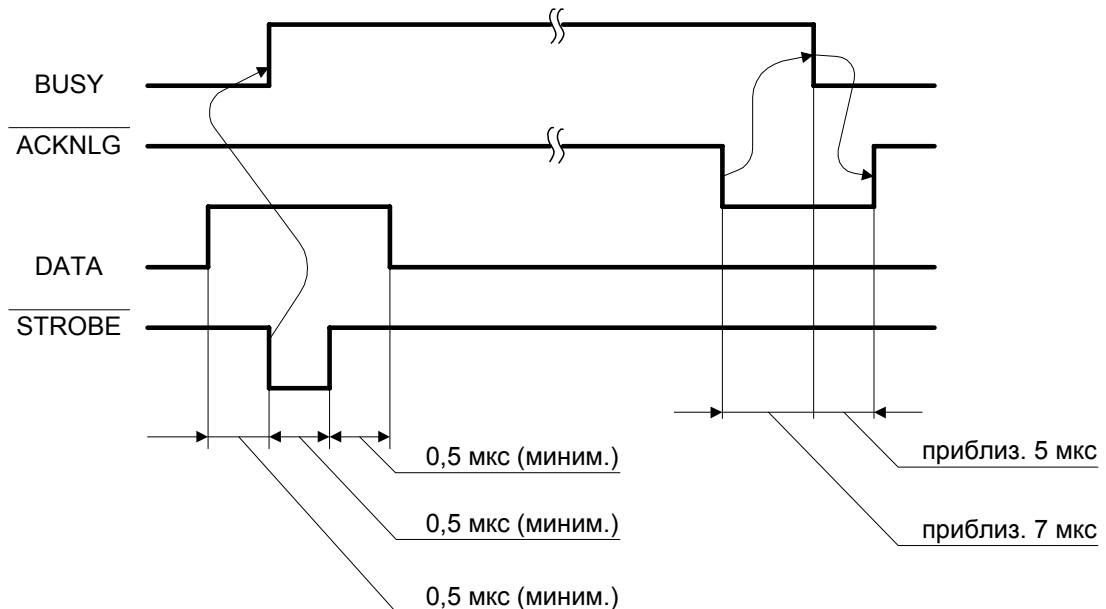 BUSY
ACKNLG
DATA
STROBE
0,5 мкс (миним.)
0,5 мкс (миним.)
0,5 мкс (миним.)
приблиз. 5 мкс
приблиз. 7 мкс